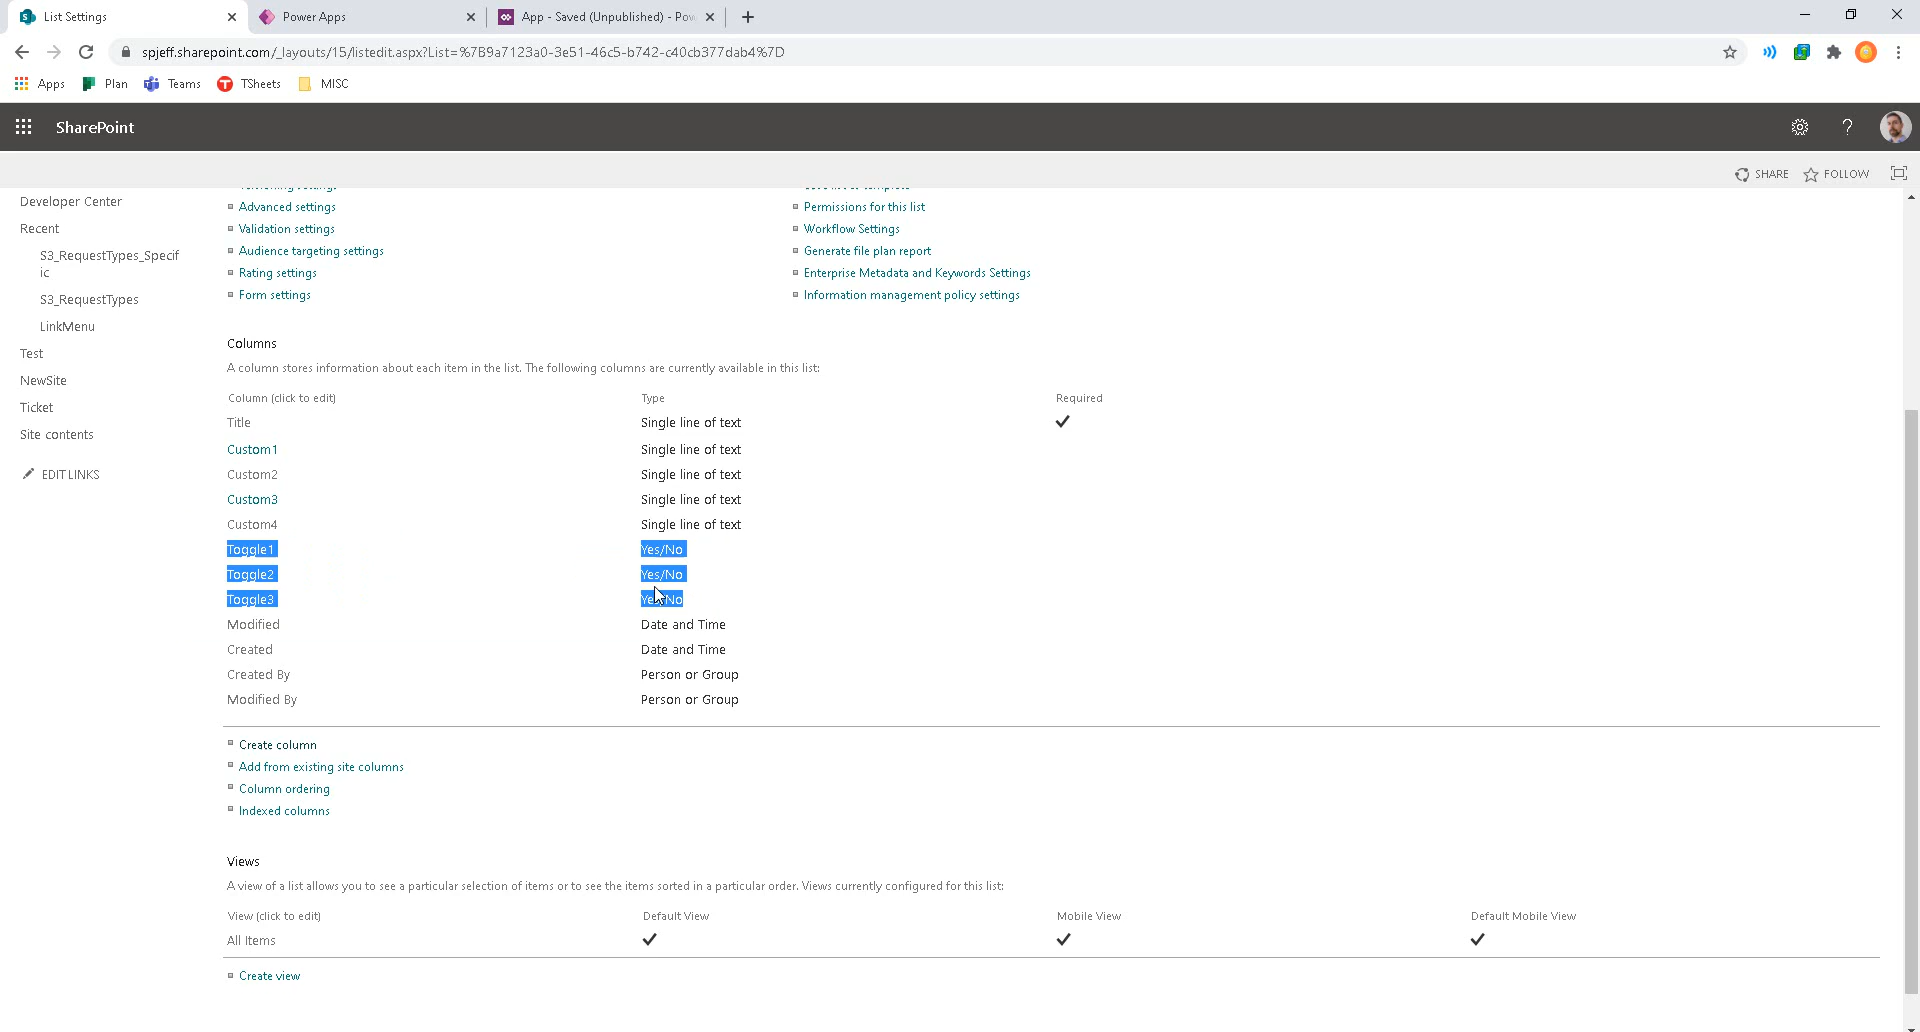 List Settings
Power Apps
App - Saved (Unpublished) - Pow
spjeff.sharepoint.com/_layouts/15/listedit.aspx?List=%7B9a7123a0-3e51-46c5-b742-c40cb377dab4%7D
Apps Plan Teams TSheets MISC
SharePoint
SHARE FOLLOW
Developer Center
Recent
S3_RequestTypes_Specif
ic
S3_RequestTypes
LinkMenu
Test
NewSite
Ticket
Site contents
EDIT LINKS
Advanced settings
Validation settings
Audience targeting settings
Rating settings
Form settings
Permissions for this list
Workflow Settings
Generate file plan report
Enterprise Metadata and Keywords Settings
Information management policy settings
Columns
A column stores information about each item in the list. The following columns are currently available in this list:
Column (click to edit) Type Required
Title Single line of text
Custom1 Single line of text
Custom2 Single line of text
Custom3 Single line of text
Custom4 Single line of text
Toggle1 Yes/No
Toggle2 Yes/No
Toggle3 Yes/No
Modified Date and Time
Created Date and Time
Created By Person or Group
Modified By Person or Group
Create column
Add from existing site columns
Column ordering
Indexed columns
Views
A view of a list allows you to see a particular selection of items or to see the items sorted in a particular order. Views currently configured for this list:
View (click to edit) Default View Mobile View Default Mobile View
All Items
Create view